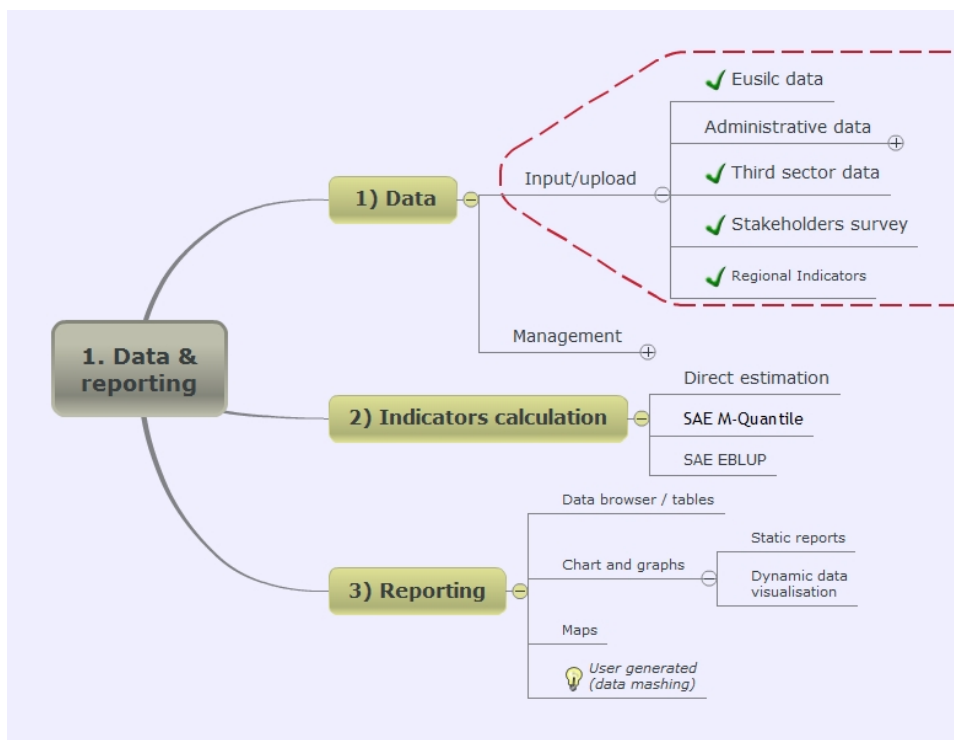 Eusilc data
Administrative data
Input/upload
Third sector data
1) Data
Stakeholders survey
Regional Indicators
Management
1. Data &
reporting
Direct estimation
2) Indicators calculation
SAE M-Quantile
SAE EBLUP
Data browser / tables
Static reports
Chart and graphs
Dynamic data
visualisation
3) Reporting
Maps
User generated
(data mashing)